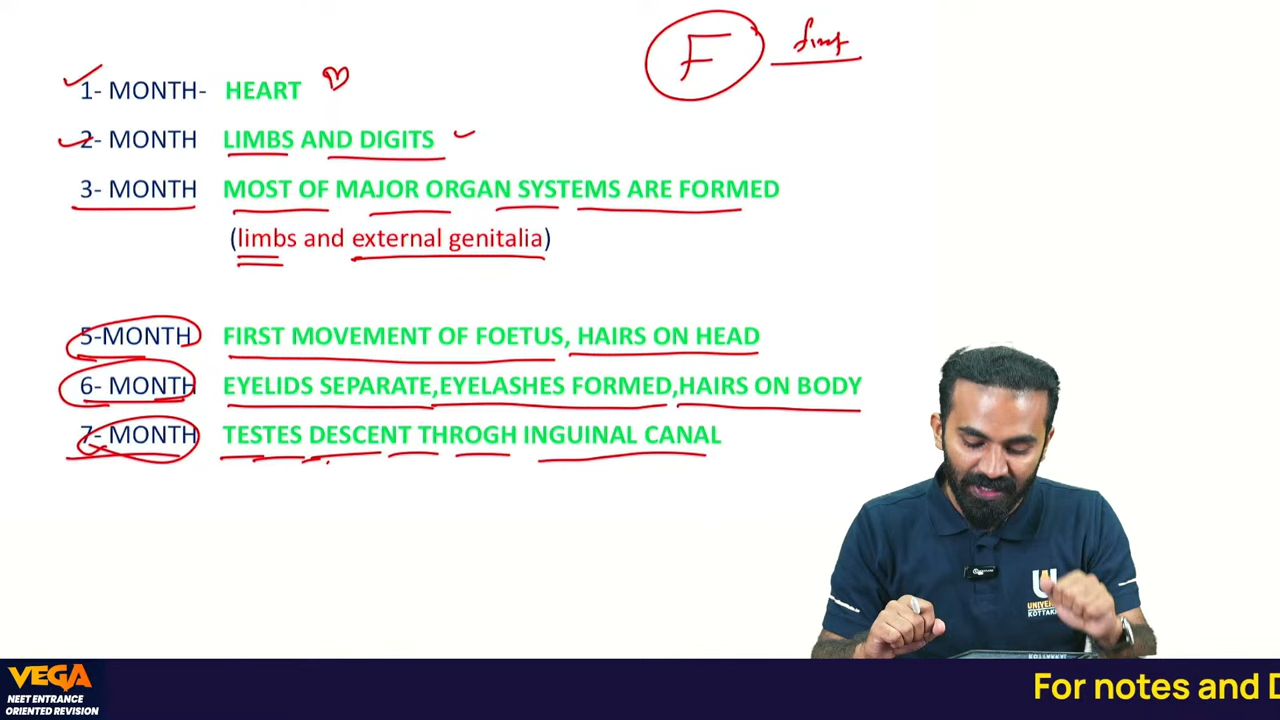 F first
1- MONTH- HEART
2- MONTH LIMBS AND DIGITS
3- MONTH MOST OF MAJOR ORGAN SYSTEMS ARE FORMED
(limbs and external genitalia)
5-MONTH FIRST MOVEMENT OF FOETUS, HAIRS ON HEAD
6- MONTH EYELIDS SEPARATE,EYELASHES FORMED,HAIRS ON BODY
7- MONTH TESTES DESCENT THROGH INGUINAL CANAL
U
VEGA
NEET ENTRANCE
ORIENTED REVISION
For notes and